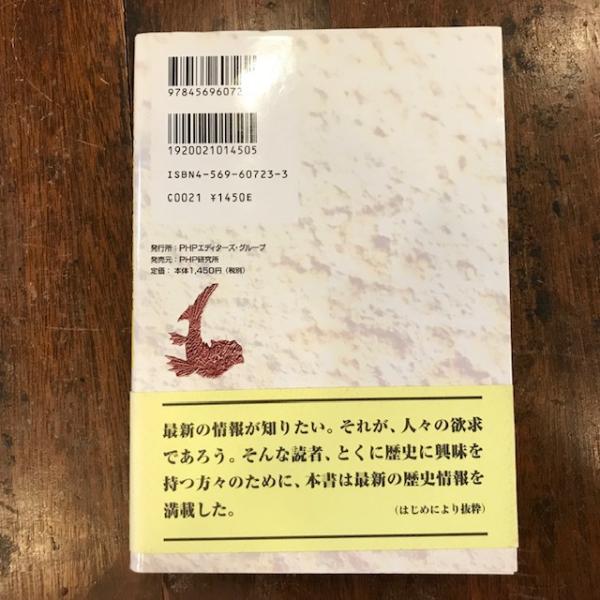 97845696072
1920021014505
ISBN4-569-60723-3
C0021 ¥1450E
発行所：PHPエディターズ・グループ
発売元：PHP研究所
定価：本体1,450円（税別）
最新の情報が知りたい。それが、人々の欲求
であろう。そんな読者、とくに歴史に興味を
持つ方々のために、本書は最新の歴史情報を
満載した。
（はじめにより抜粋）